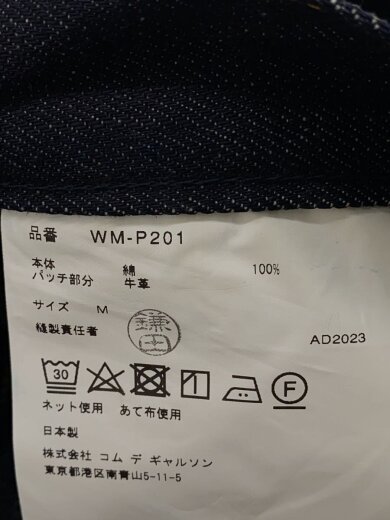 品番 WM-P201
本体 綿 100%
パッチ部分 牛革
サイズ M
縫製責任者 鎌田
AD2023
30 F
ネット使用 あて布使用
日本製
株式会社 コム デ ギャルソン
東京都港区南青山5-11-5